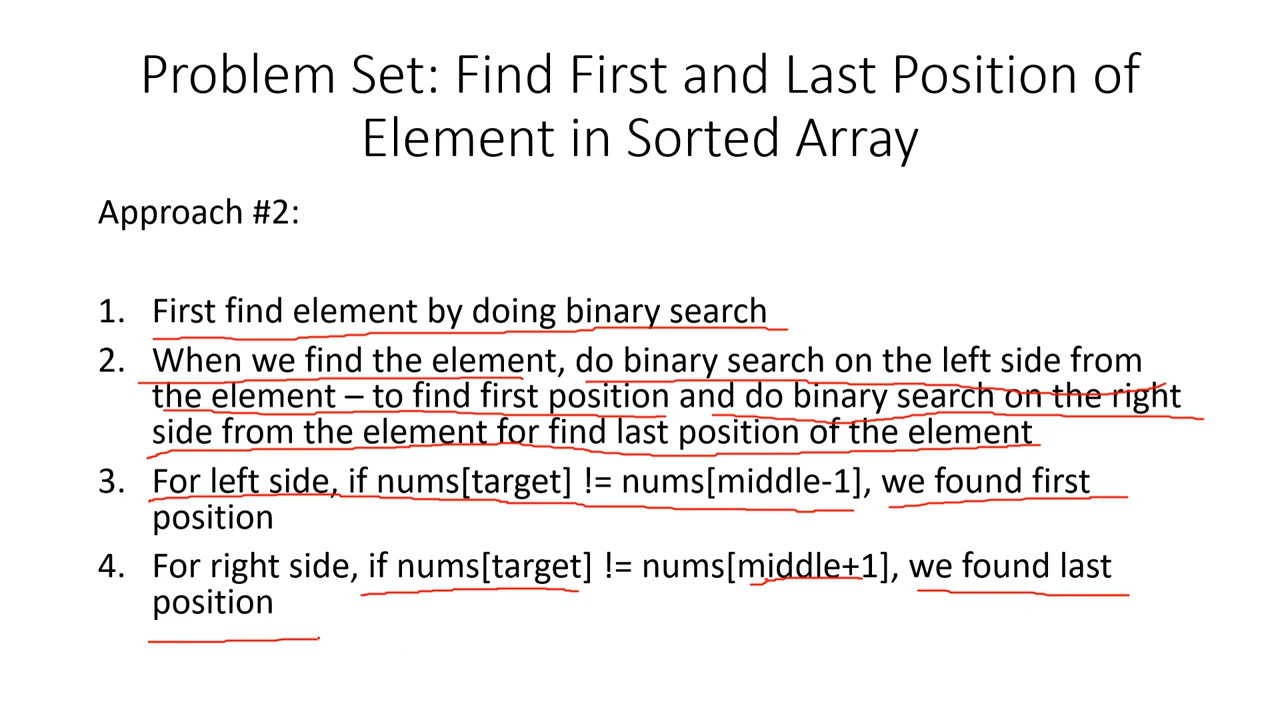 Problem Set: Find First and Last Position of
Element in Sorted Array
Approach #2:
1. First find element by doing binary search
2. When we find the element, do binary search on the left side from
the element – to find first position and do binary search on the right
side from the element for find last position of the element
3. For left side, if nums[target] != nums[middle-1], we found first
position
4. For right side, if nums[target] != nums[middle+1], we found last
position